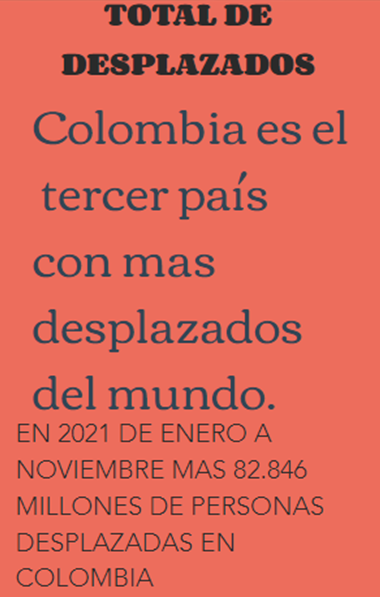 TOTAL DE
DESPLAZADOS
Colombia es el
tercer país
con mas
desplazados
del mundo.
EN 2021 DE ENERO A
NOVIEMBRE MAS 82.846
MILLONES DE PERSONAS
DESPLAZADAS EN
COLOMBIA